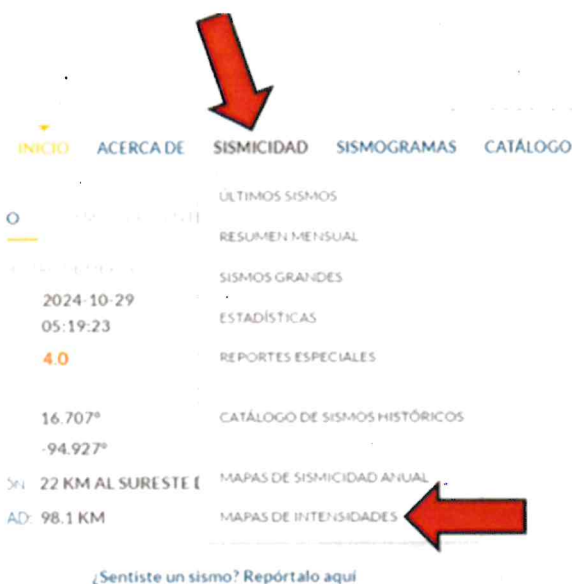 INICIO ACERCA DE SISMICIDAD SISMOGRAMAS CATÁLOGO
ÚLTIMOS SISMOS
O
RESUMEN MENSUAL
SISMOS GRANDES
2024-10-29
05:19:23
ESTADÍSTICAS
4.0
REPORTES ESPECIALES
16.707°
CATÁLOGO DE SISMOS HISTÓRICOS
-94.927°
22 KM AL SURESTE
MAPAS DE SISMICIDAD ANUAL
AD: 98.1 KM
MAPAS DE INTENSIDADES
¿Sentiste un sismo? Repórtalo aquí